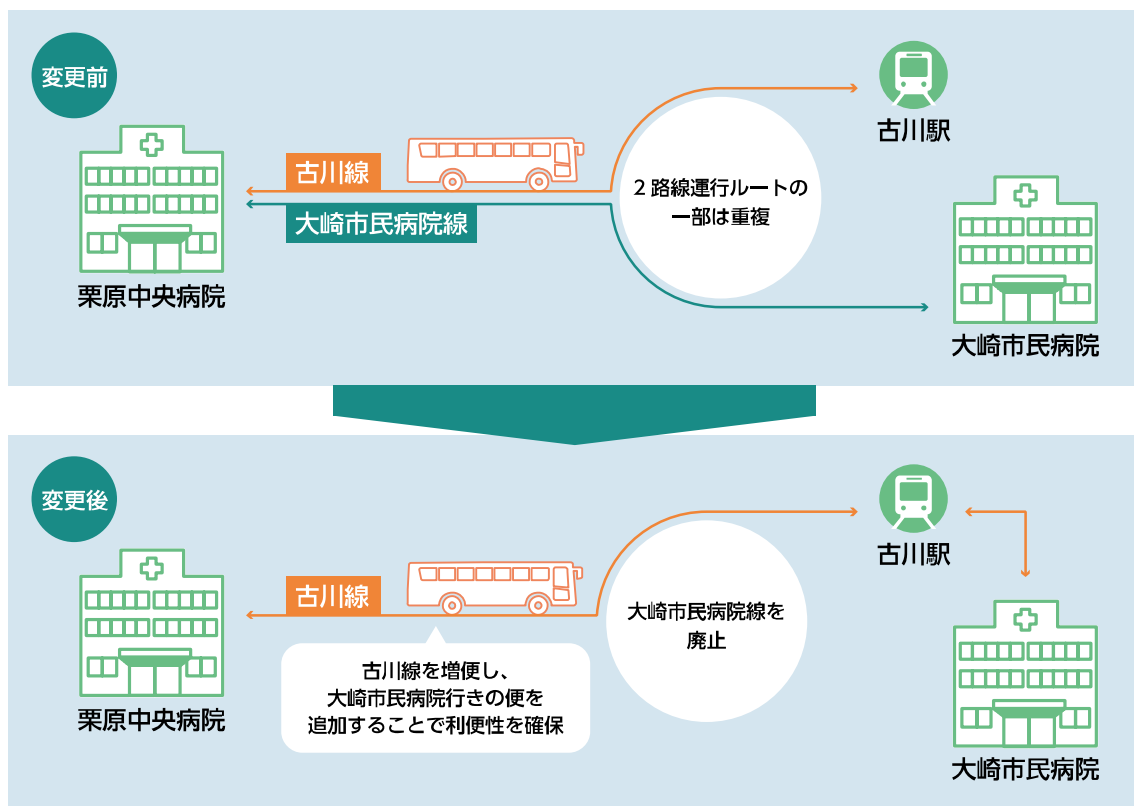 変更前
古川駅
古川線
大崎市民病院線
2路線運行ルートの
一部は重複
栗原中央病院
大崎市民病院
変更後
古川駅
古川線
大崎市民病院線を
廃止
古川線を増便し、
大崎市民病院行きの便を
追加することで利便性を確保
栗原中央病院
大崎市民病院